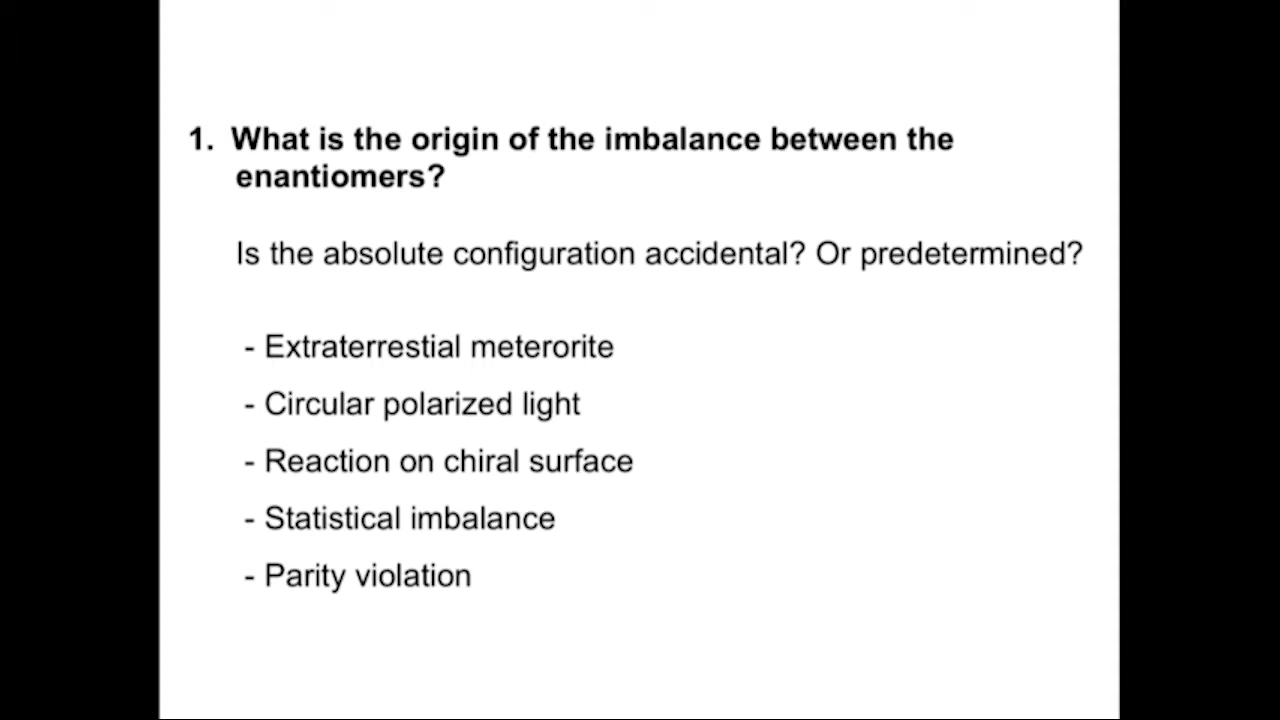 1. What is the origin of the imbalance between the
enantiomers?
Is the absolute configuration accidental? Or predetermined?
- Extraterrestial meterorite
- Circular polarized light
- Reaction on chiral surface
- Statistical imbalance
- Parity violation